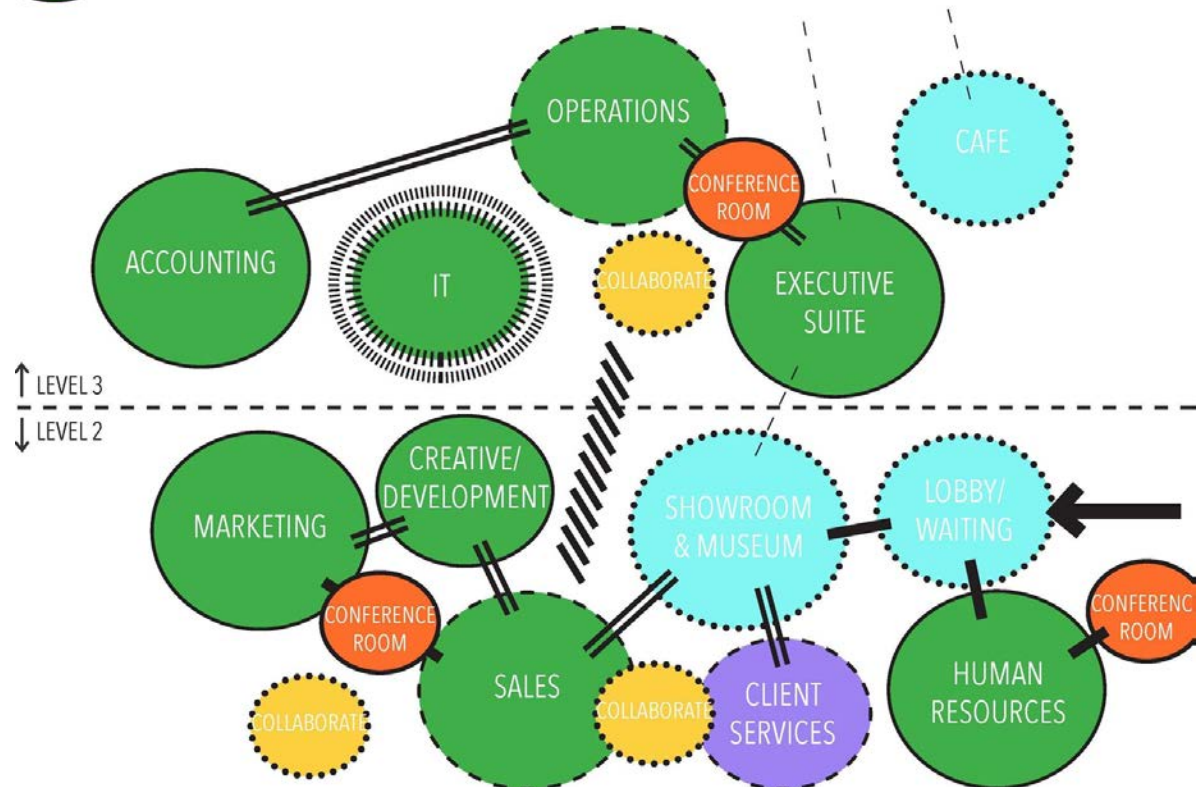 OPERATIONS
CAFE
CONFERENCE
ROOM
ACCOUNTING
IT
COLLABORATE
EXECUTIVE
SUITE
LEVEL 3
LEVEL 2
CREATIVE/
DEVELOPMENT
MARKETING
SHOWROOM
& MUSEUM
LOBBY/
WAITING
CONFERENCE
ROOM
CONFERENC
ROOM
SALES
CLIENT
SERVICES
HUMAN
RESOURCES
COLLABORATE
COLLABORATE